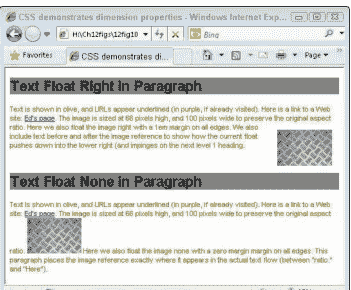 CSS demonstrates dimension properties - Windows Internet Exp...
H:\Ch12figs\12fig10
Bing
Favorites
CSS demonstrates di...
Page
Text Float Right in Paragraph
Text is shown in olive, and URLs appear underlined (in purple, if already visited). Here is a link to a Web
site: Ed's page. The image is sized at 66 pixels high, and 100 pixels wide to preserve the original aspect
ratio. Here we also float the image right with a 1em margin on all edges. We also
include text before and after the image reference to show how the current float
pushes down into the lower right (and impinges on the next level 1 heading.
Text Float None in Paragraph
Text is shown in olive, and URLs appear underlined (in purple, if already visited). Here is a link to a Web
site: Ed's page. The image is sized at 66 pixels high, and 100 pixels wide to preserve the original aspect
ratio. Here we also float the image none with a zero margin margin on all edges. This
paragraph places the image reference exactly where it appears in the actual text flow (between "ratio."
and "Here").